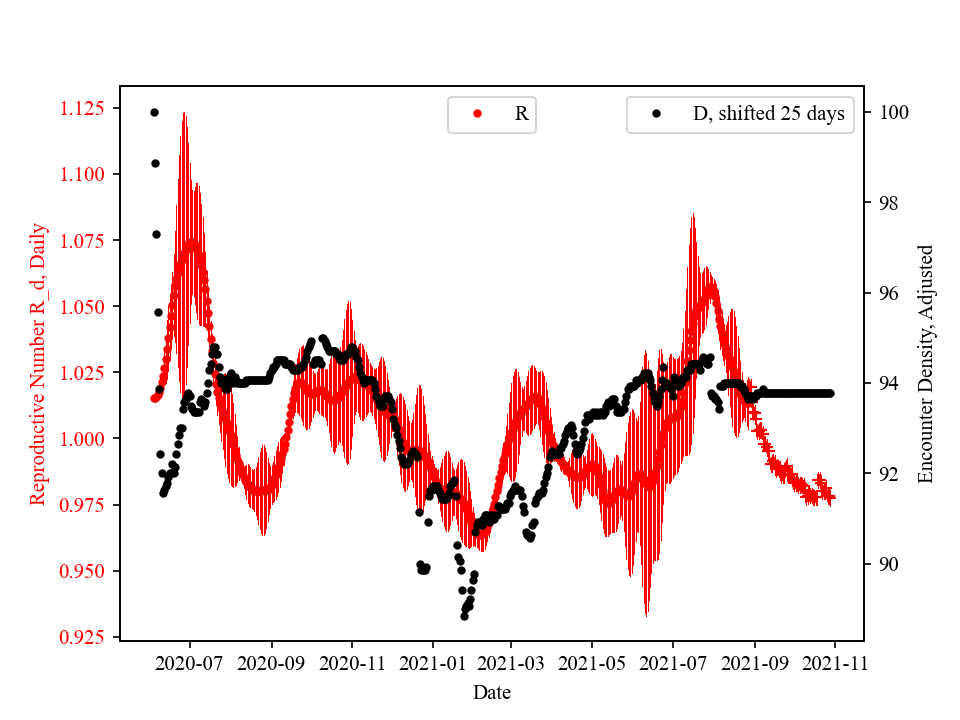 R
D, shifted 25 days
Reproductive Number R_d, Daily
1.125
1.100
1.075
1.050
1.025
1.000
0.975
0.950
0.925
100
98
96
94
92
90
Encounter Density, Adjusted
2020-07 2020-09 2020-11 2021-01 2021-03 2021-05 2021-07 2021-09 2021-11
Date